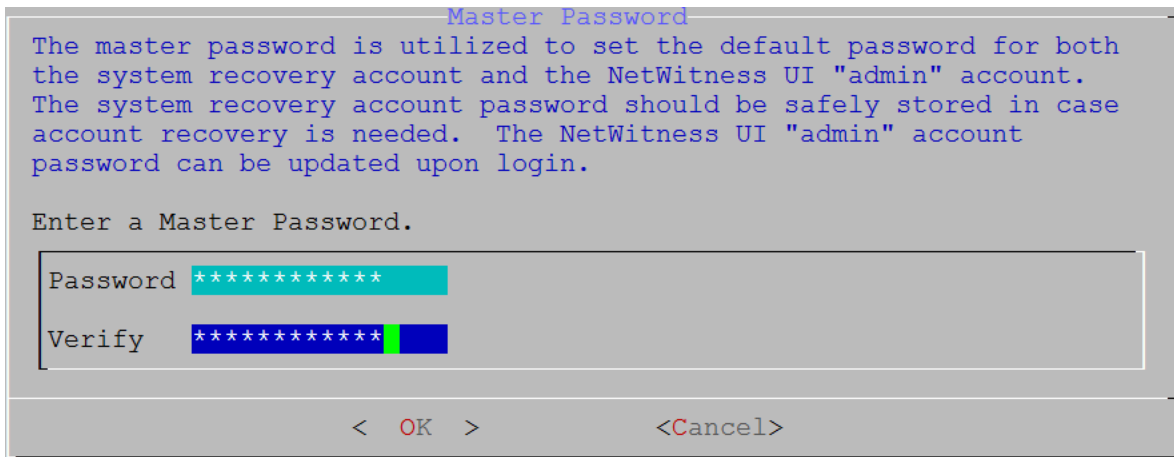 Master Password
The master password is utilized to set the default password for both
the system recovery account and the NetWitness UI "admin" account.
The system recovery account password should be safely stored in case
account recovery is needed.  The NetWitness UI "admin" account
password can be updated upon login.
Enter a Master Password.
Password ************
Verify ************
<  OK  > <Cancel>